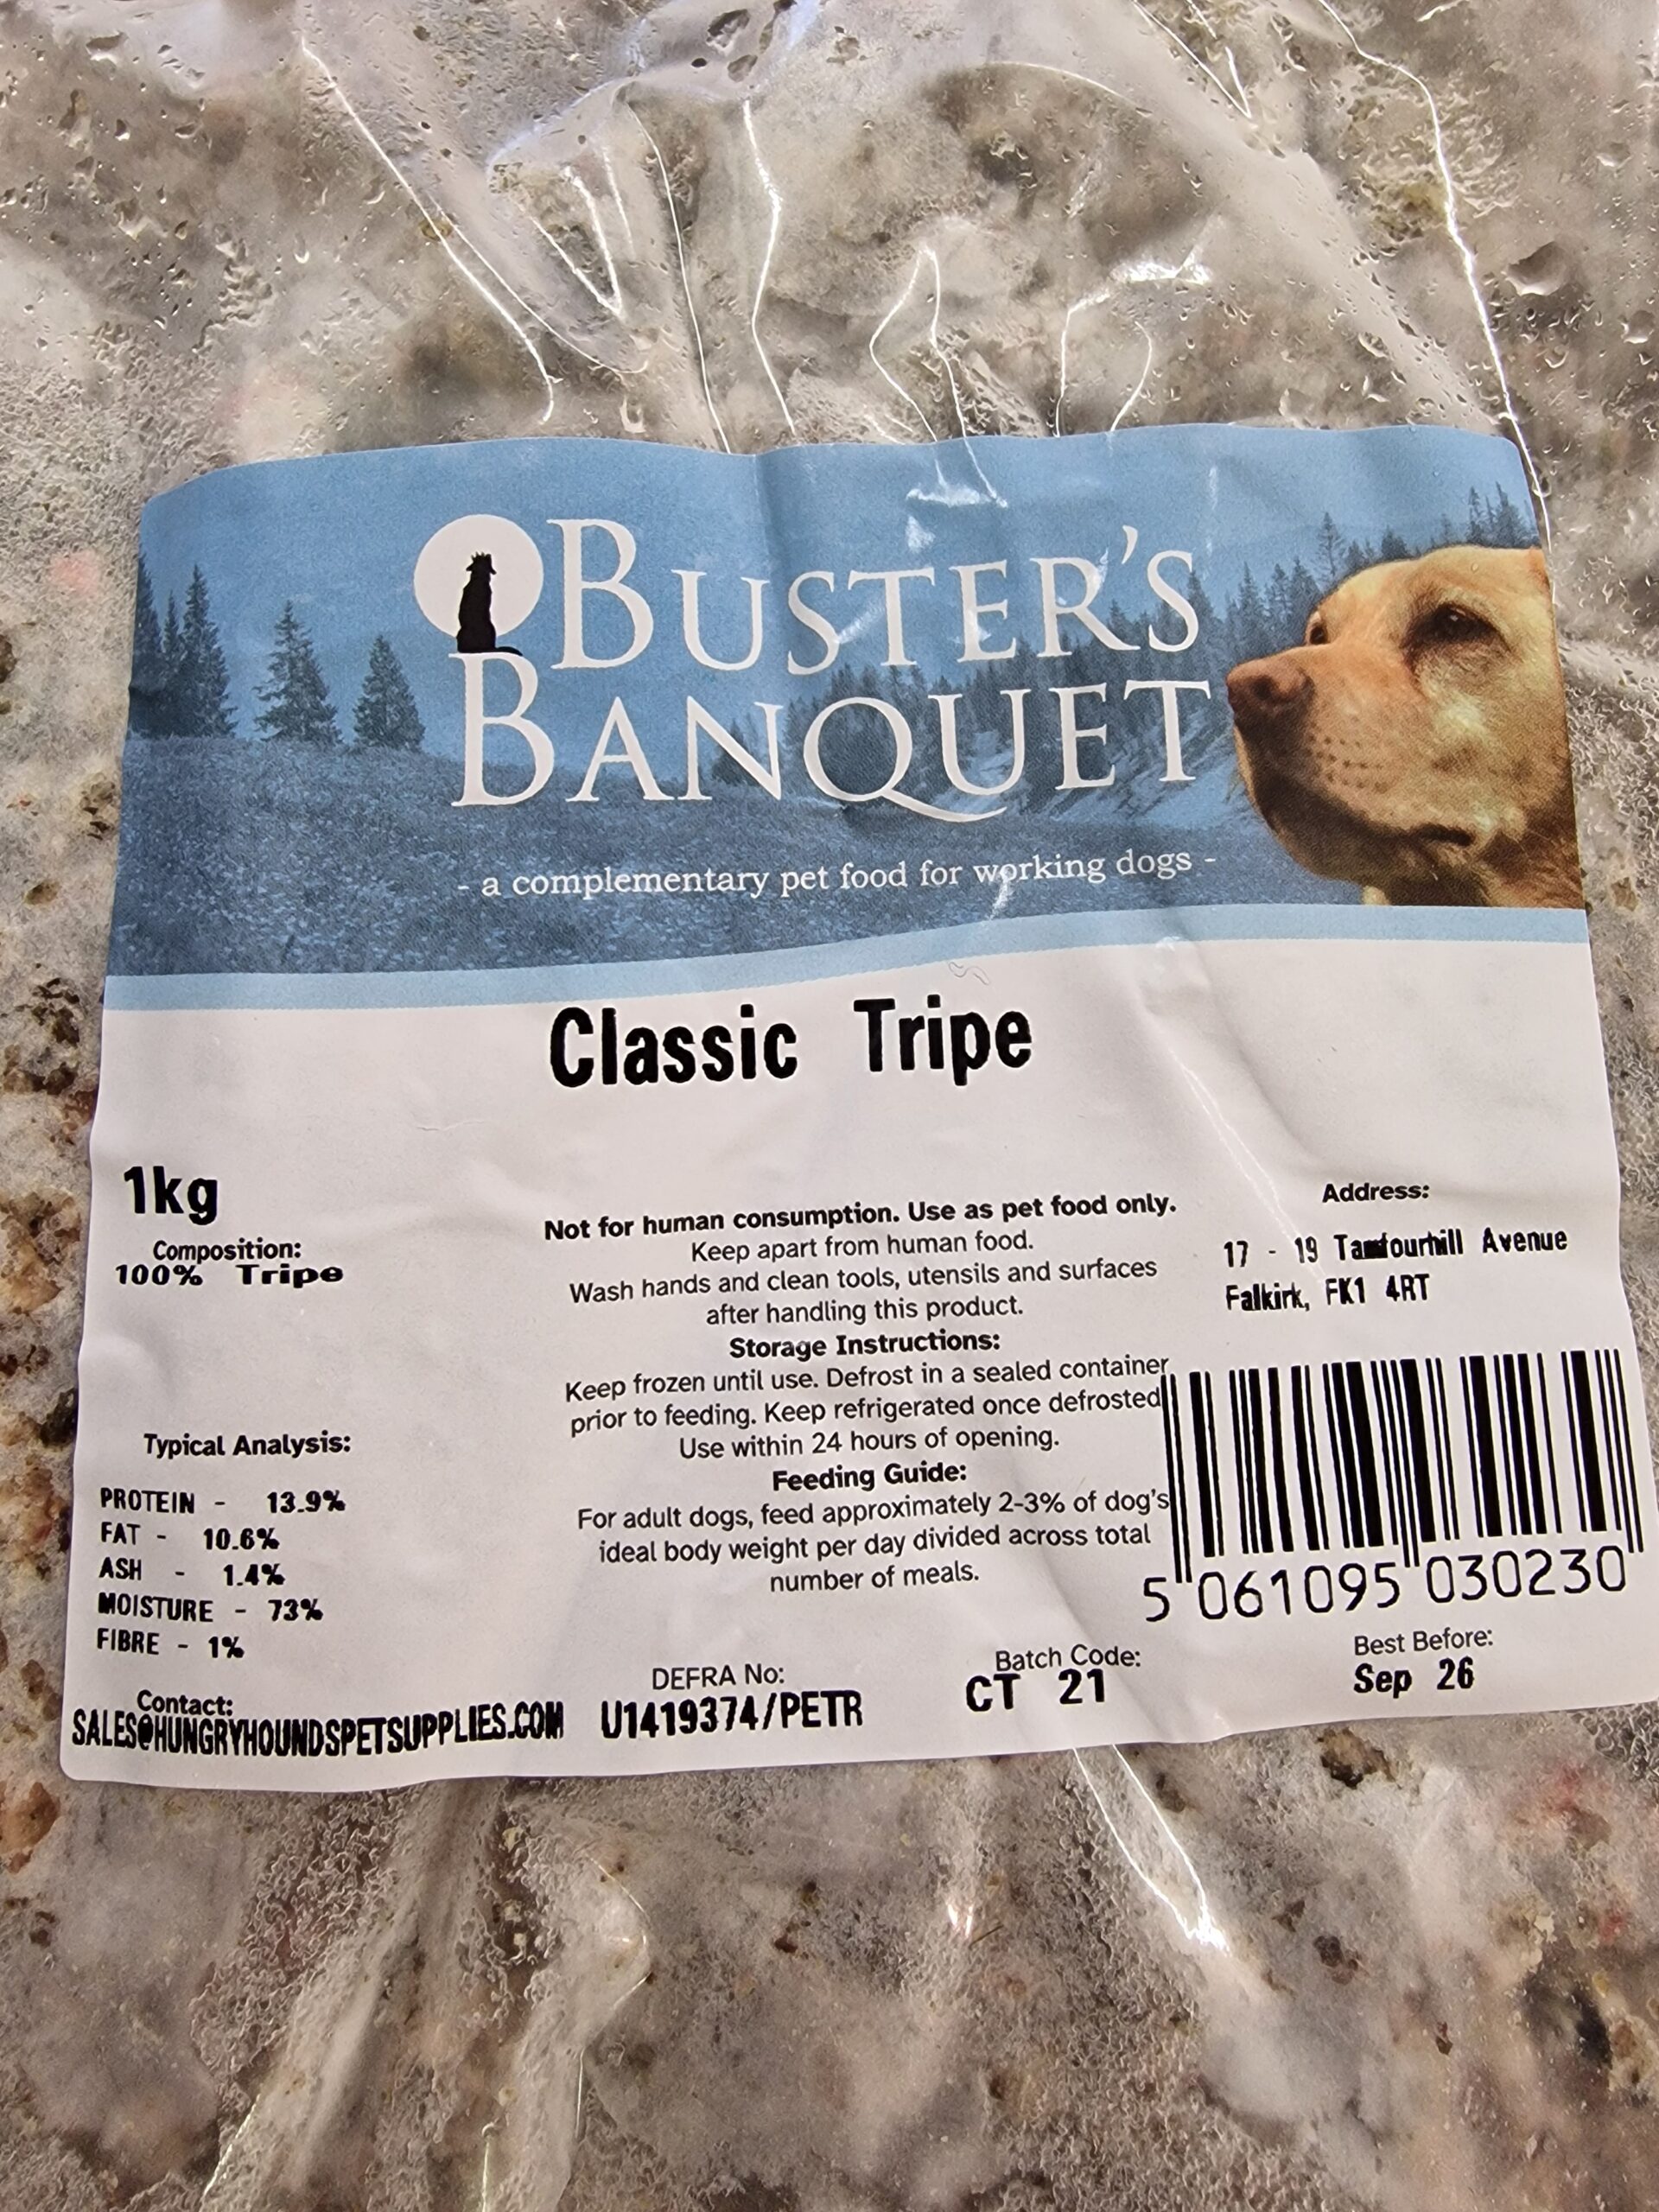 BUSTER'S
BANQUET
- a complementary pet food for working dogs -
Classic Tripe
1kg
Composition:
100% Tripe
Typical Analysis:
PROTEIN - 13.9%
FAT - 10.6%
ASH - 1.4%
MOISTURE - 73%
FIBRE - 1%
Contact:
SALES@HUNGRYHOUNDSPETSUPPLIES.COM
Not for human consumption. Use as pet food only.
Keep apart from human food.
Wash hands and clean tools, utensils and surfaces
after handling this product.
Storage Instructions:
Keep frozen until use. Defrost in a sealed container
prior to feeding. Keep refrigerated once defrosted
Use within 24 hours of opening.
Feeding Guide:
For adult dogs, feed approximately 2-3% of dog's
ideal body weight per day divided across total
number of meals.
DEFRA No:
U1419374/PETR
Batch Code:
CT 21
Address:
17 - 19 Tamfourhill Avenue
Falkirk, FK1 4RT
5 061095 030230
Best Before:
Sep 26